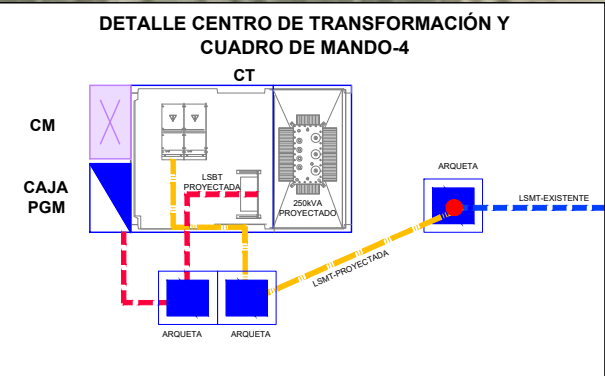 DETALLE CENTRO DE TRANSFORMACIÓN Y
CUADRO DE MANDO-4
CT
CM
CAJA
PGM
LSBT
PROYECTADA
250kVA
PROYECTADO
ARQUETA
LSMT-EXISTENTE
LSMT-PROYECTADA
ARQUETA
ARQUETA